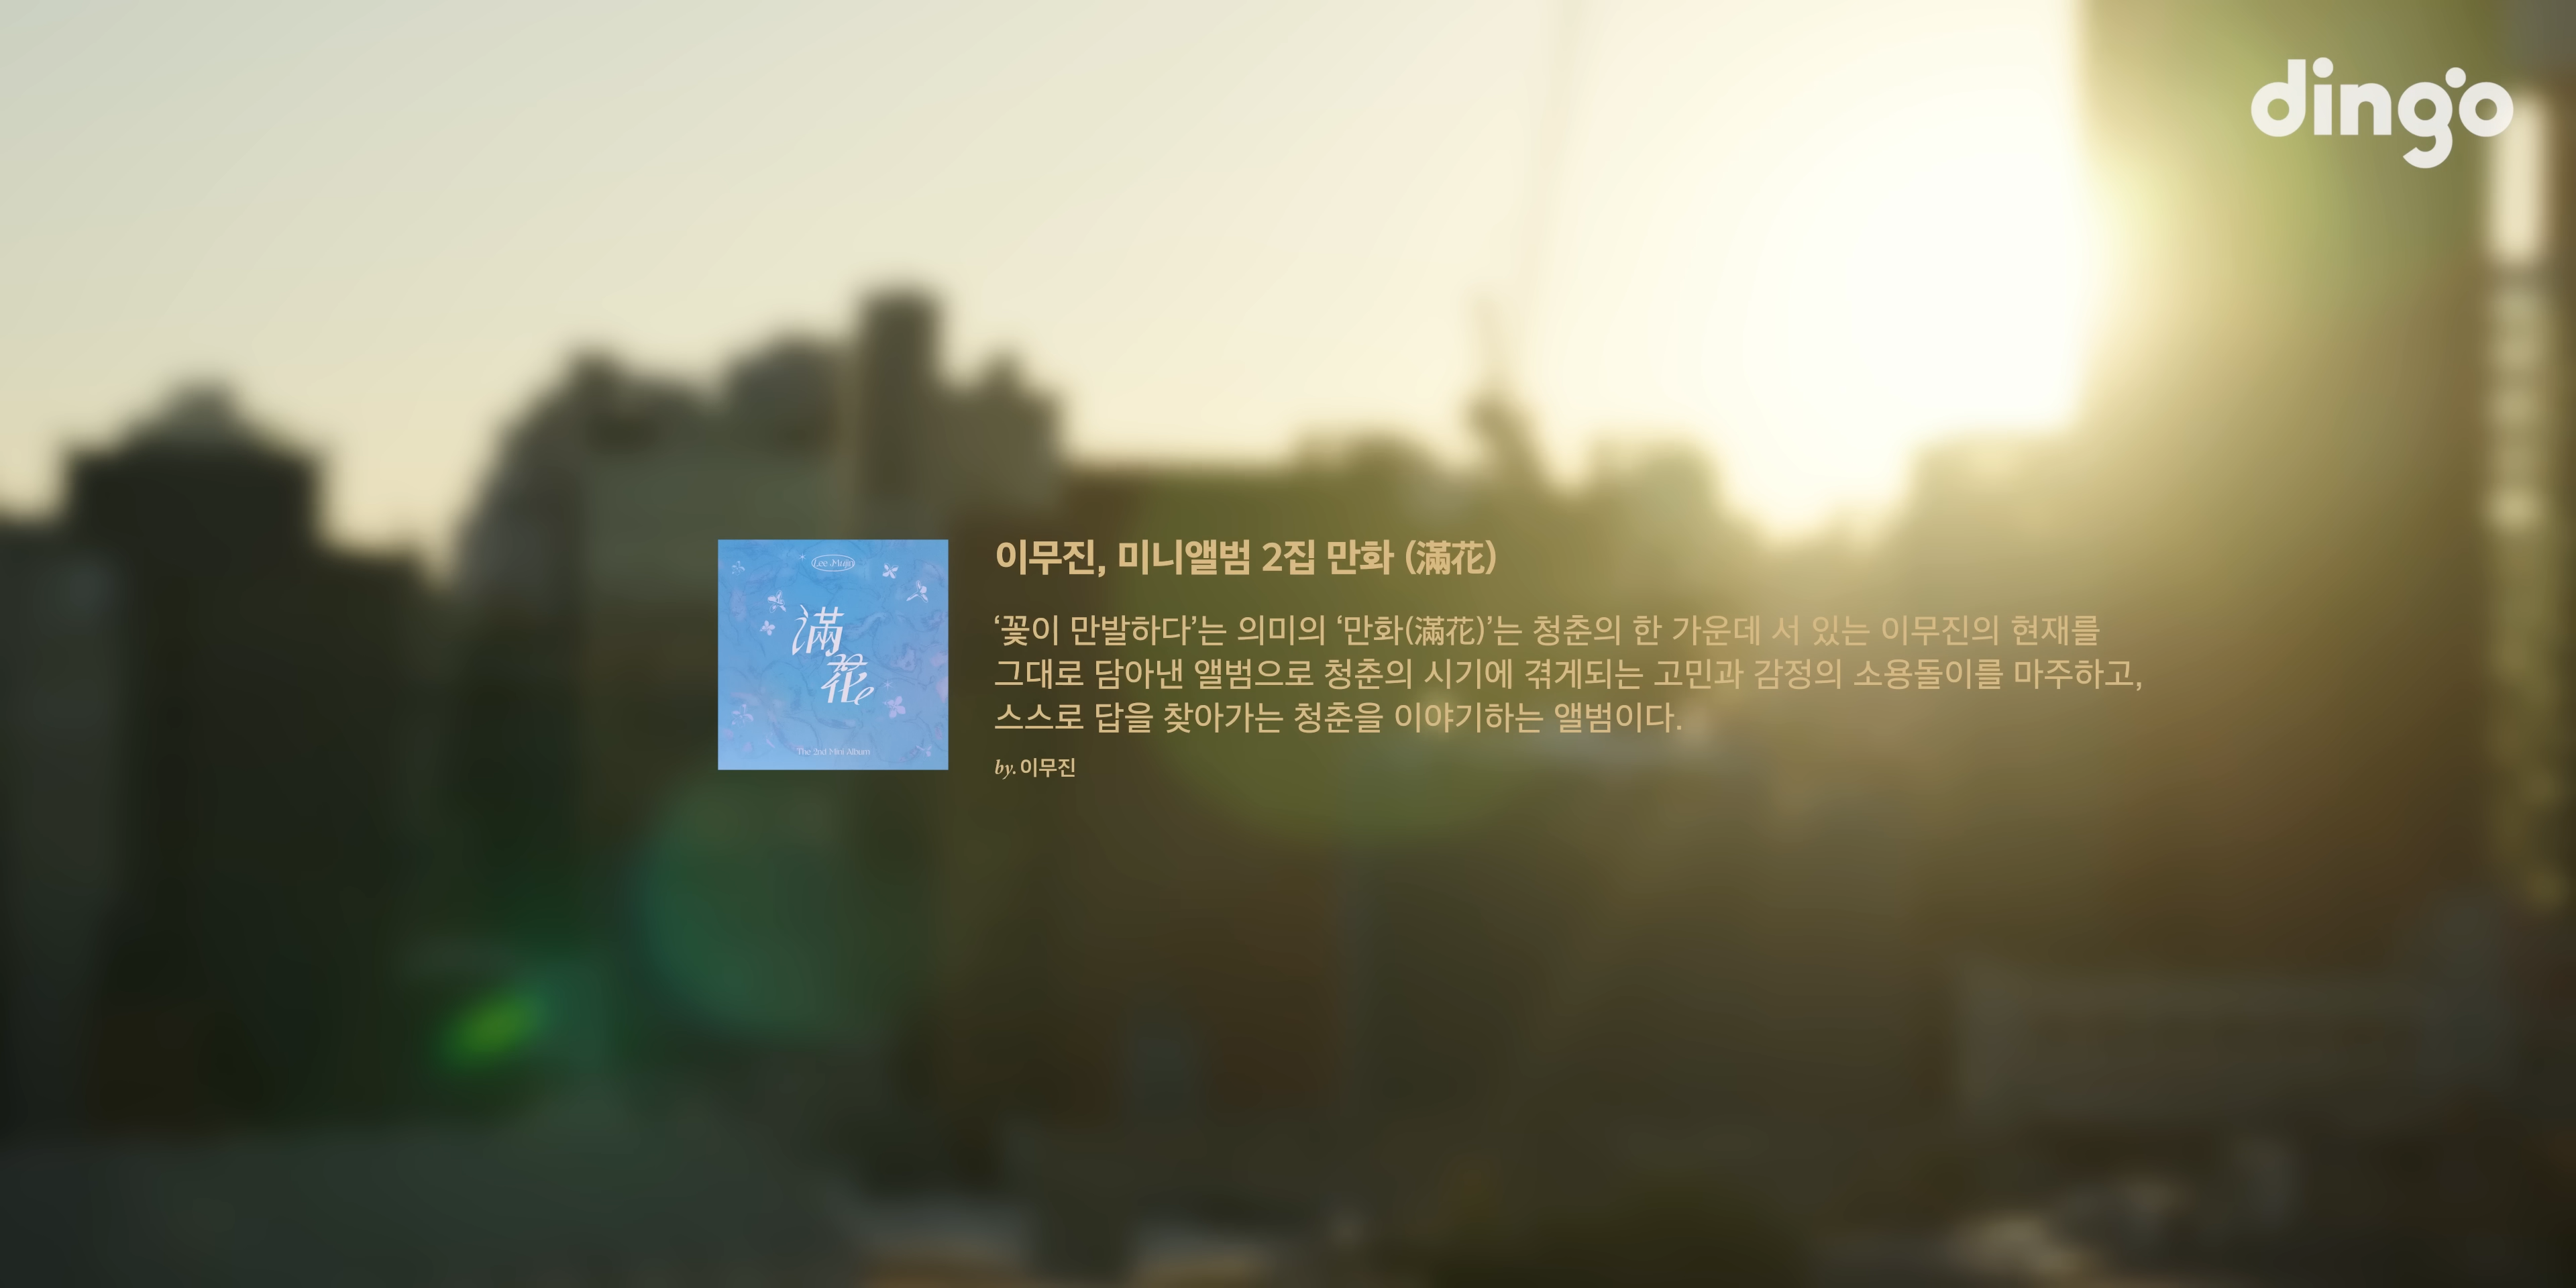 dingo
이무진, 미니앨범 2집 만화 (滿花)
Lee Mujin
滿
花
The 2nd Mini Album
‘꽃이 만발하다’는 의미의 ‘만화(滿花)’는 청춘의 한 가운데 서 있는 이무진의 현재를
그대로 담아낸 앨범으로 청춘의 시기에 겪게되는 고민과 감정의 소용돌이를 마주하고,
스스로 답을 찾아가는 청춘을 이야기하는 앨범이다.
by. 이무진